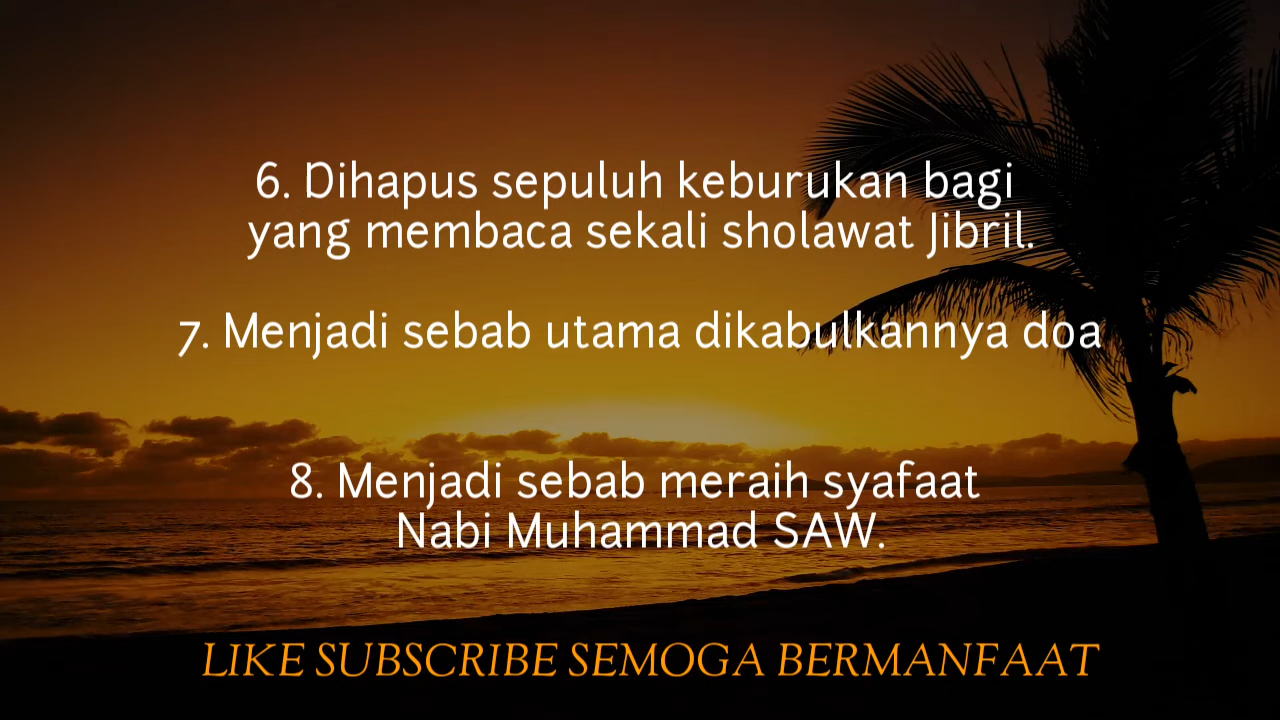 6. Dihapus sepuluh keburukan bagi
yang membaca sekali sholawat Jibril.
7. Menjadi sebab utama dikabulkannya doa
8. Menjadi sebab meraih syafaat
Nabi Muhammad SAW.
LIKE SUBSCRIBE SEMOGA BERMANFAAT